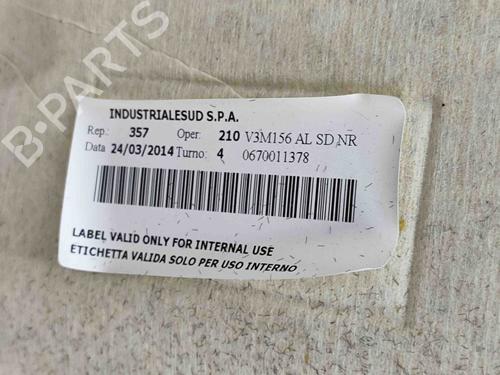 B-PARTS
INDUSTRIALESUD S.P.A.
Rep.: 357 Oper: 210 V3M156 AL SD NR
Data 24/03/2014 Turno: 4 0670011378
LABEL VALID ONLY FOR INTERNAL USE
ETICHETTA VALIDA SOLO PER USO INTERNO